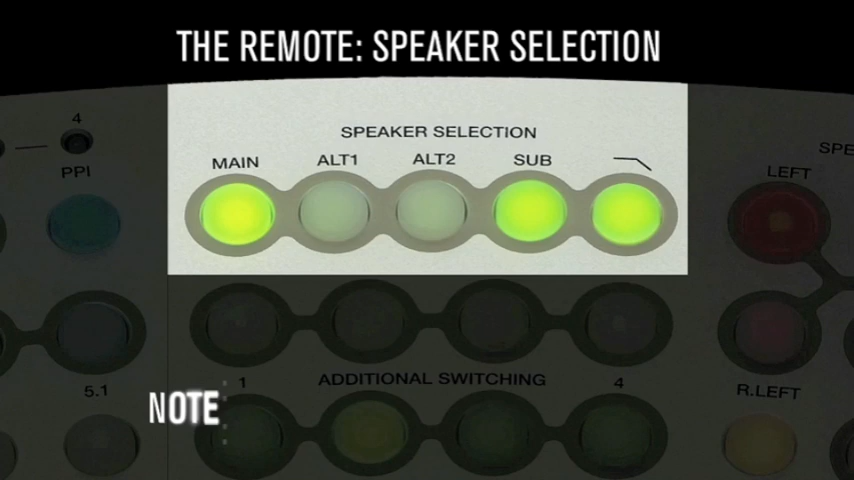 THE REMOTE: SPEAKER SELECTION
4
SPEAKER SELECTION
PPI
MAIN ALT1 ALT2 SUB
LEFT
5.1
1 ADDITIONAL SWITCHING 4
R.LEFT
NOTE